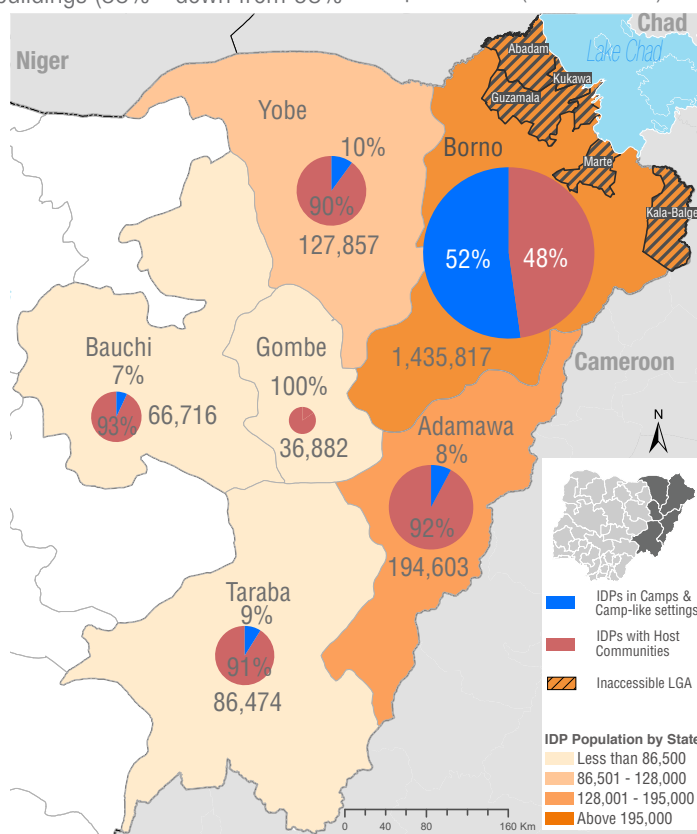 Niger
Chad
Lake Chad
Abadam
Kukawa
Guzamala
Marte
Kala-Balge
Yobe
10%
90%
127,857
Borno
52%
48%
1,435,817
Cameroon
Bauchi
7%
93%
66,716
Gombe
100%
36,882
Adamawa
8%
92%
194,603
Taraba
9%
91%
86,474
N
IDPs in Camps &
Camp-like settings
IDPs with Host
Communities
Inaccessible LGA
IDP Population by State
Less than 86,500
86,501 - 128,000
128,001 - 195,000
Above 195,000
0 40 80 160 Km